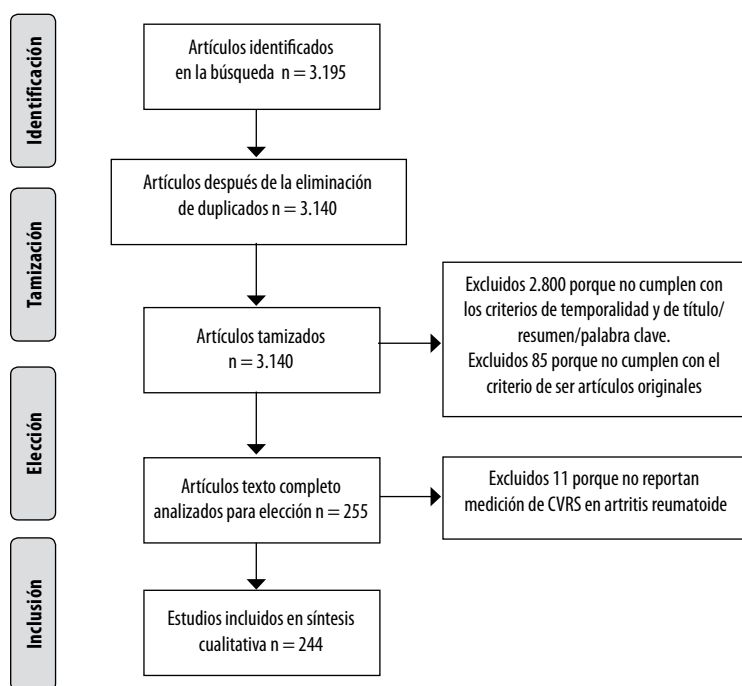 Identificación
Artículos identificados
en la búsqueda n = 3.195
Artículos después de la eliminación
de duplicados n = 3.140
Tamización
Artículos tamizados
n = 3.140
Excluidos 2.800 porque no cumplen con
los criterios de temporalidad y de título/
resumen/palabra clave.
Excluidos 85 porque no cumplen con el
criterio de ser artículos originales
Elección
Artículos texto completo
analizados para elección n = 255
Excluidos 11 porque no reportan
medición de CVRS en artritis reumatoide
Inclusión
Estudios incluidos en síntesis
cualitativa n = 244